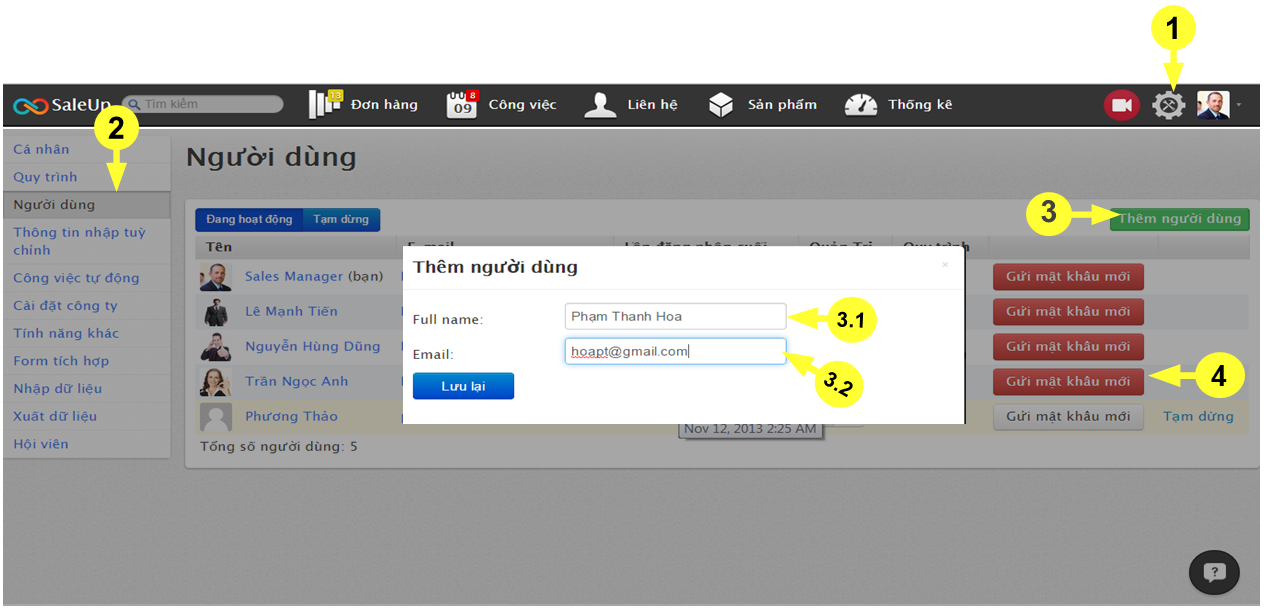 1
SaleUp
Tìm kiếm
13
Đơn hàng
8
09
Công việc
Liên hệ
Sản phẩm
Thống kê
2
Cá nhân
Quy trình
Người dùng
Thông tin nhập tuỳ
chỉnh
Công việc tự động
Cài đặt công ty
Tính năng khác
Form tích hợp
Nhập dữ liệu
Xuất dữ liệu
Hội viên
Người dùng
Đang hoạt động
Tạm dừng
3
Thêm người dùng
Tên
E-mail
Lần đăng nhập cuối
Quản Trị
Quy trình
Sales Manager (bạn)
Gửi mật khẩu mới
Lê Mạnh Tiến
Gửi mật khẩu mới
Nguyễn Hùng Dũng
Gửi mật khẩu mới
Trần Ngọc Anh
Gửi mật khẩu mới
4
Phương Thảo
Gửi mật khẩu mới
Tạm dừng
Nov 12, 2013 2:25 AM
Tổng số người dùng: 5
Thêm người dùng
×
Full name:
Phạm Thanh Hoa
3.1
Email:
hoapt@gmail.com
3.2
Lưu lại
?